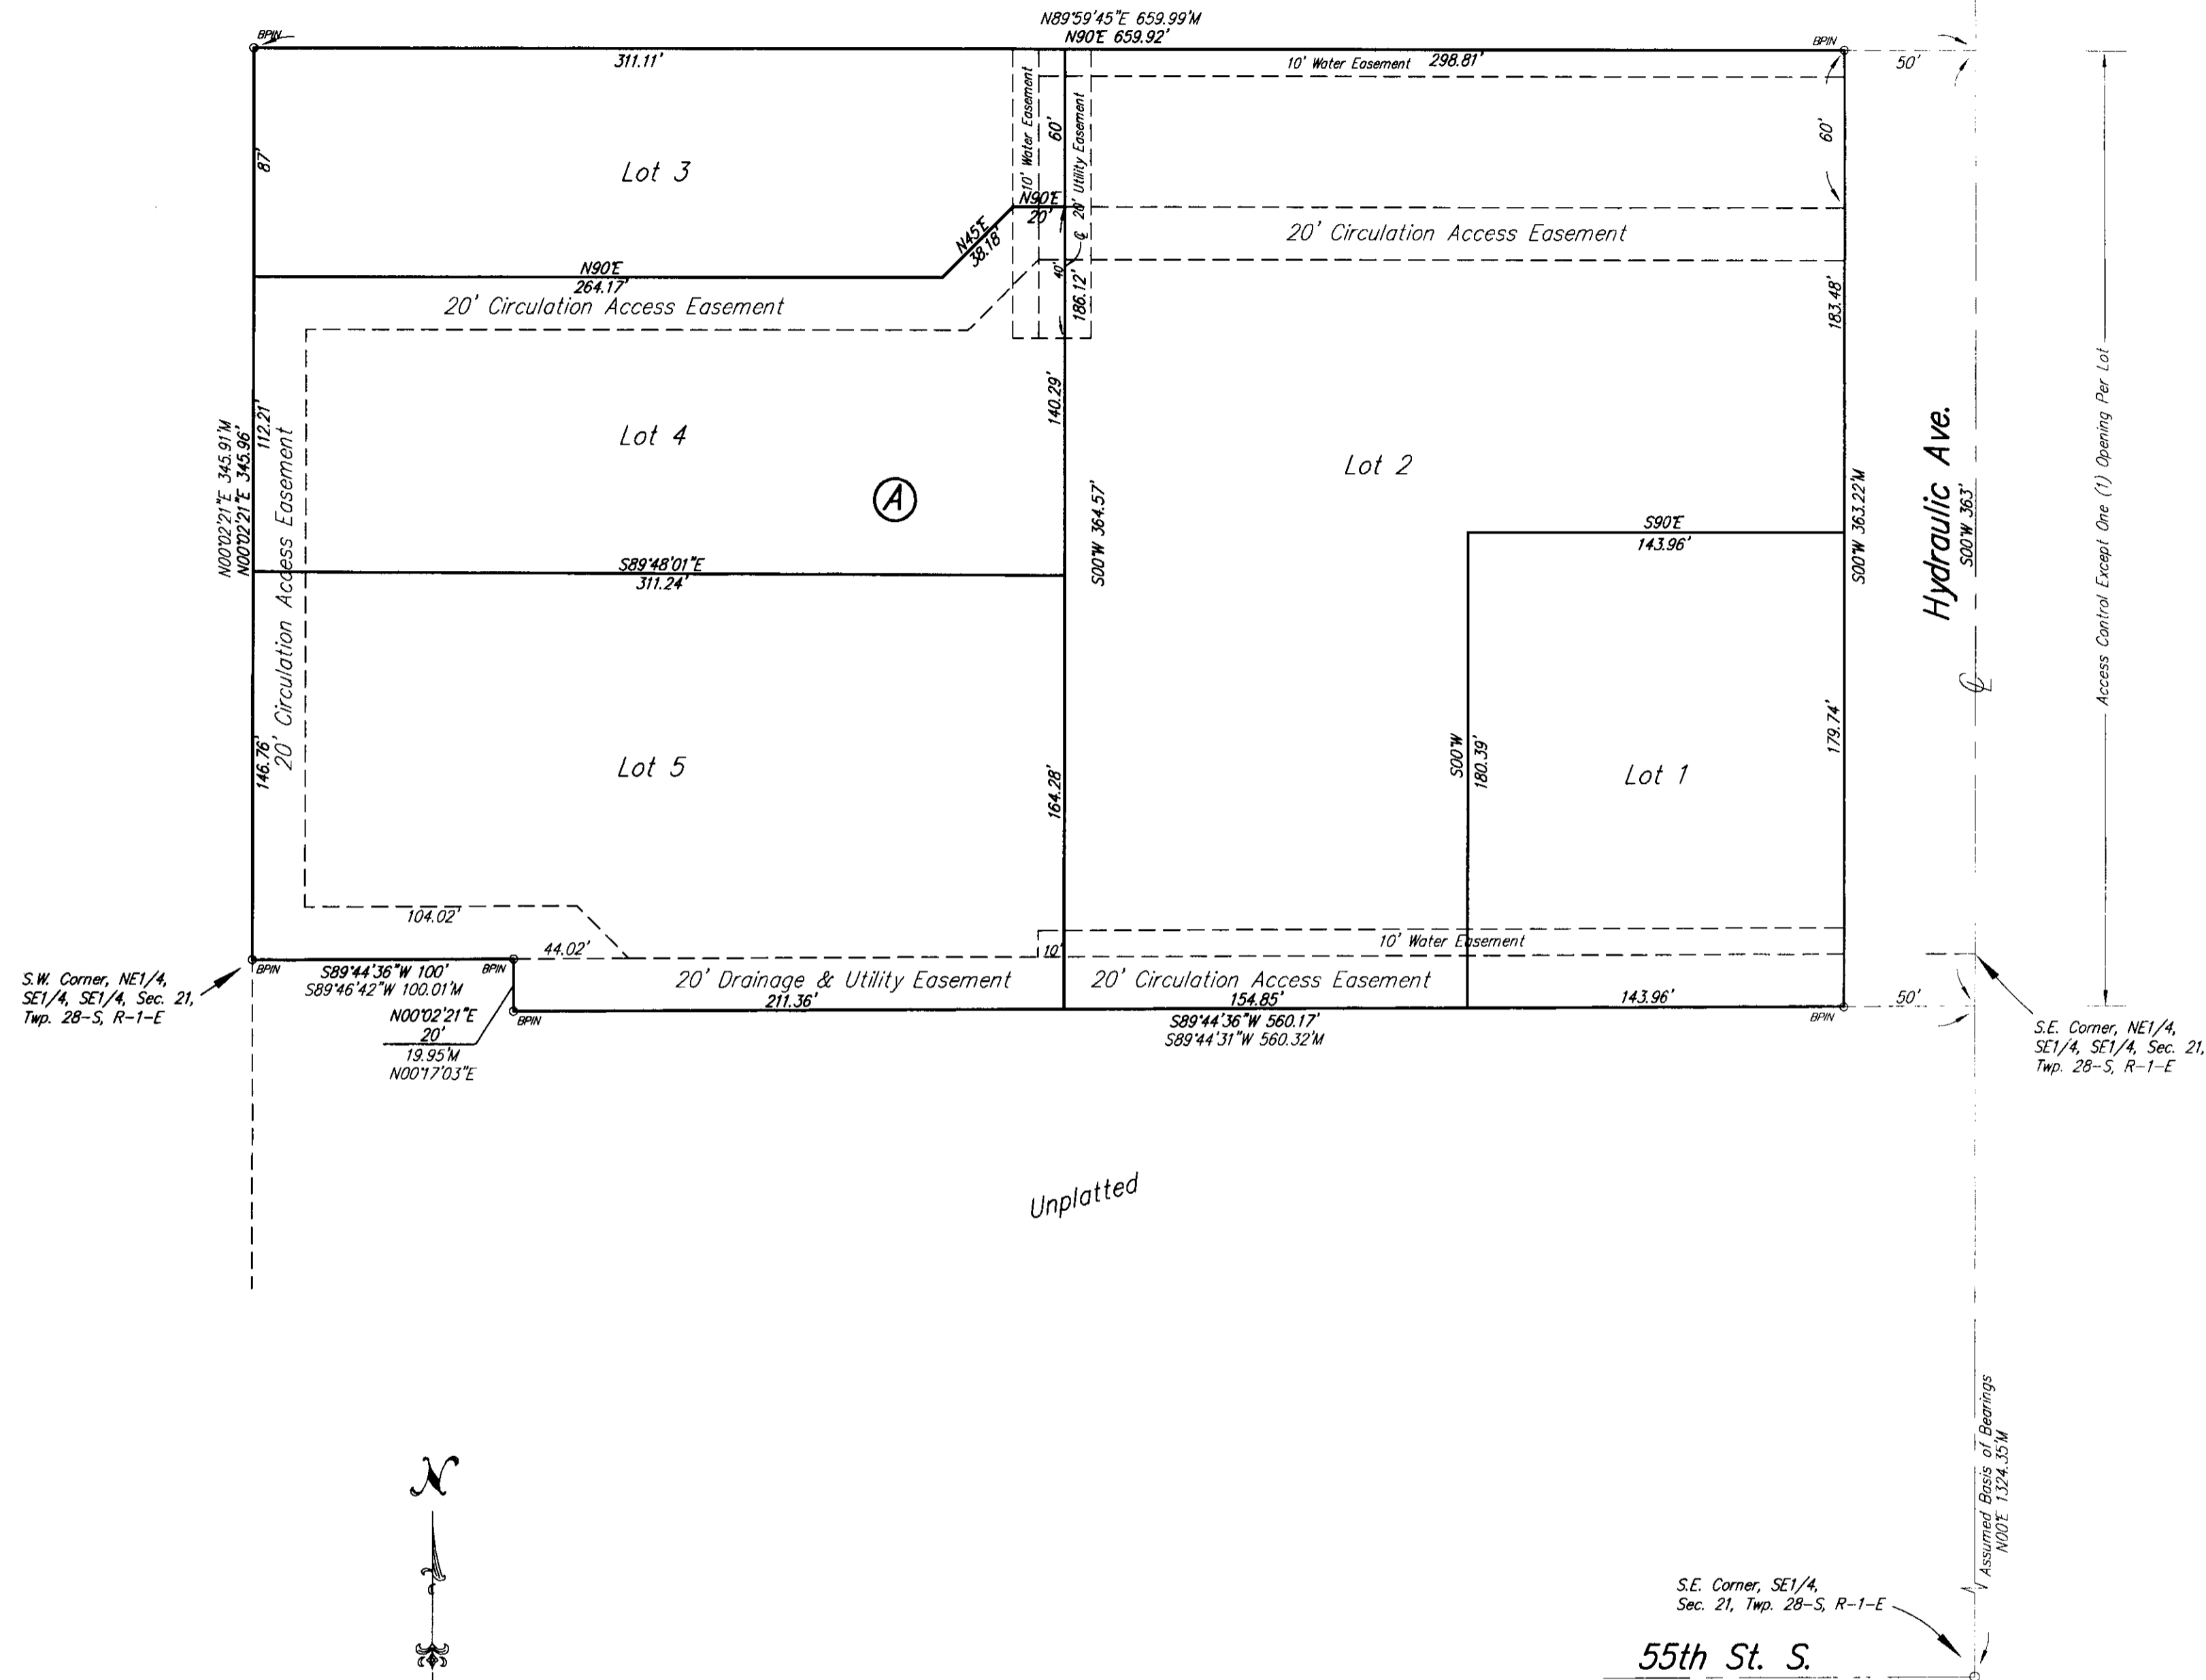 N89°59'45"E 659.99'M
N90°E 659.92'
BPIN
BPIN
311.11'
10' Water Easement 298.81'
50'
10' Water Easement
60'
20' Utility Easement
60'
87'
Lot 3
N90°E
20'
N45°E
38.18'
20' Circulation Access Easement
N90°E
264.17'
20' Circulation Access Easement
40'
186.12'
℄
183.48'
Access Control Except One (1) Opening Per Lot
N00°02'21"E 345.91'M
N00°02'21"E 345.96'
112.21'
20' Circulation Access Easement
Lot 4
140.29'
A
Lot 2
S00°W 364.57'
S00°W 363.22'M
Hydraulic Ave.
S00°W 363'
S90°E
143.96'
S89°48'01"E
311.24'
℄
146.76'
Lot 5
164.28'
S00°W
180.39'
Lot 1
179.74'
104.02'
44.02'
10'
10' Water Easement
S.W. Corner, NE1/4,
SE1/4, SE1/4, Sec. 21,
Twp. 28-S, R-1-E
BPIN
S89°44'36"W 100'
S89°46'42"W 100.01'M
BPIN
20' Drainage & Utility Easement
20' Circulation Access Easement
211.36'
154.85'
143.96'
50'
N00°02'21"E
20'
19.95'M
N00°17'03"E
BPIN
S89°44'36"W 560.17'
S89°44'31"W 560.32'M
BPIN
S.E. Corner, NE1/4,
SE1/4, SE1/4, Sec. 21,
Twp. 28-S, R-1-E
Unplatted
N
Assumed Basis of Bearings
N00°E 1324.35'M
S.E. Corner, SE1/4,
Sec. 21, Twp. 28-S, R-1-E
55th St. S.